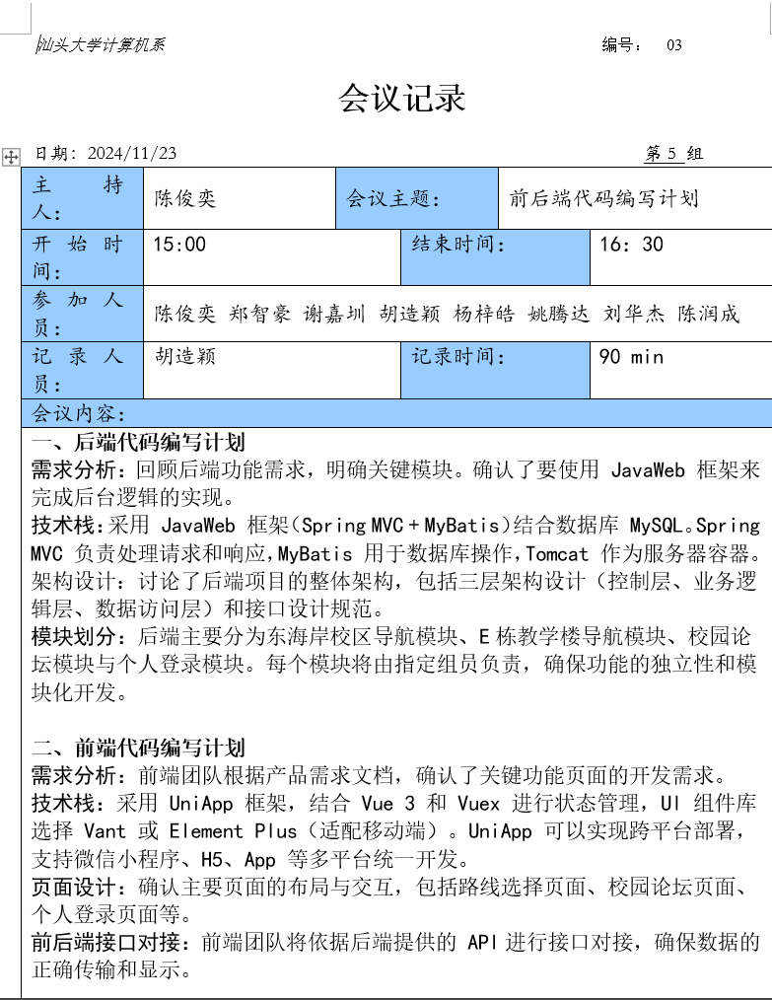 汕头大学计算机系 编号： 03
会议记录
日期：2024/11/23 第 5 组
主持 陈俊奕 会议主题： 前后端代码编写计划
人：
开始时 15:00 结束时间： 16：30
间：
参加人 陈俊奕 郑智豪 谢嘉圳 胡造颖 杨梓皓 姚腾达 刘华杰 陈润成
员：
记录人 胡造颖 记录时间： 90 min
员：
会议内容：
一、后端代码编写计划
需求分析：回顾后端功能需求，明确关键模块。确认了要使用 JavaWeb 框架来
完成后台逻辑的实现。
技术栈：采用 JavaWeb 框架（Spring MVC + MyBatis）结合数据库 MySQL。Spring
MVC 负责处理请求和响应，MyBatis 用于数据库操作，Tomcat 作为服务器容器。
架构设计：讨论了后端项目的整体架构，包括三层架构设计（控制层、业务逻
辑层、数据访问层）和接口设计规范。
模块划分：后端主要分为东海岸校区导航模块、E 栋教学楼导航模块、校园论
坛模块与个人登录模块。每个模块将由指定组员负责，确保功能的独立性和模
块化开发。
二、前端代码编写计划
需求分析：前端团队根据产品需求文档，确认了关键功能页面的开发需求。
技术栈：采用 UniApp 框架，结合 Vue 3 和 Vuex 进行状态管理，UI 组件库
选择 Vant 或 Element Plus（适配移动端）。UniApp 可以实现跨平台部署，
支持微信小程序、H5、App 等多平台统一开发。
页面设计：确认主要页面的布局与交互，包括路线选择页面、校园论坛页面、
个人登录页面等。
前后端接口对接：前端团队将依据后端提供的 API 进行接口对接，确保数据的
正确传输和显示。